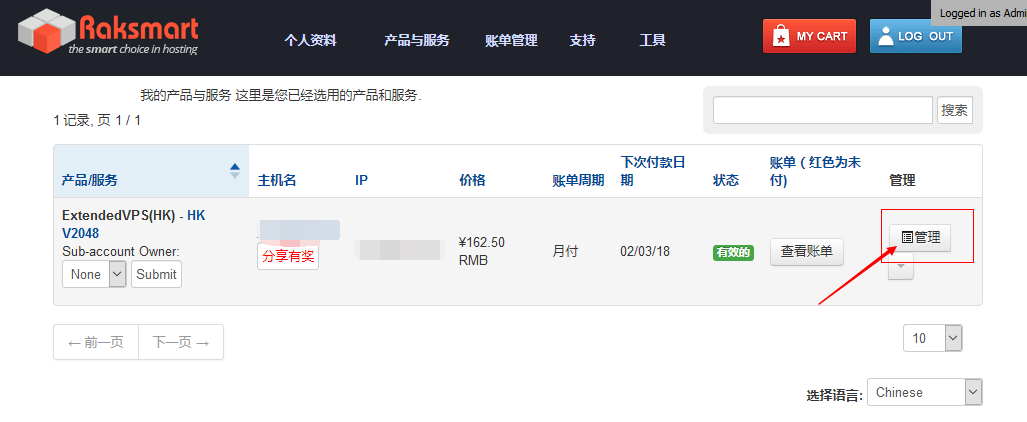 Logged in as Admi
Raksmart
the smart choice in hosting
个人资料
产品与服务
账单管理
支持
工具
MY CART
LOG OUT
我的产品与服务 这里是您已经选用的产品和服务.
1 记录, 页 1 / 1
搜索
产品/服务
主机名
IP
价格
账单周期
下次付款日
期
状态
账单（红色为未
付)
管理
ExtendedVPS(HK) - HK
V2048
Sub-account Owner:
None
Submit
分享有奖
¥162.50
RMB
月付
02/03/18
有效的
查看账单
管理
← 前一页
下一页 →
10
选择语言:
Chinese